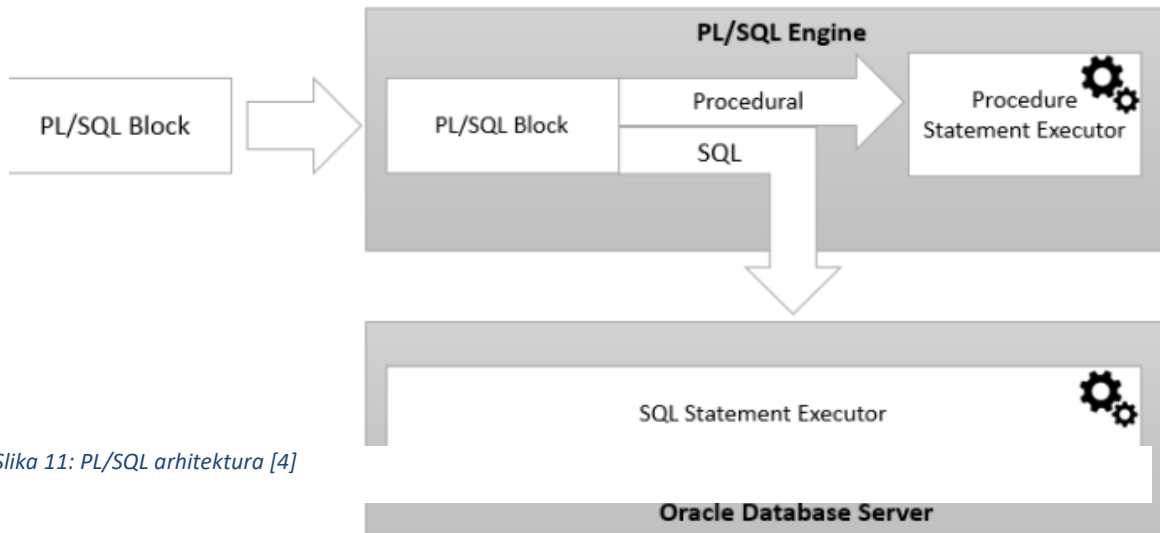 PL/SQL Engine
PL/SQL Block
PL/SQL Block
Procedural
SQL
Procedure
Statement Executor
SQL Statement Executor
Slika 11: PL/SQL arhitektura [4]
Oracle Database Server